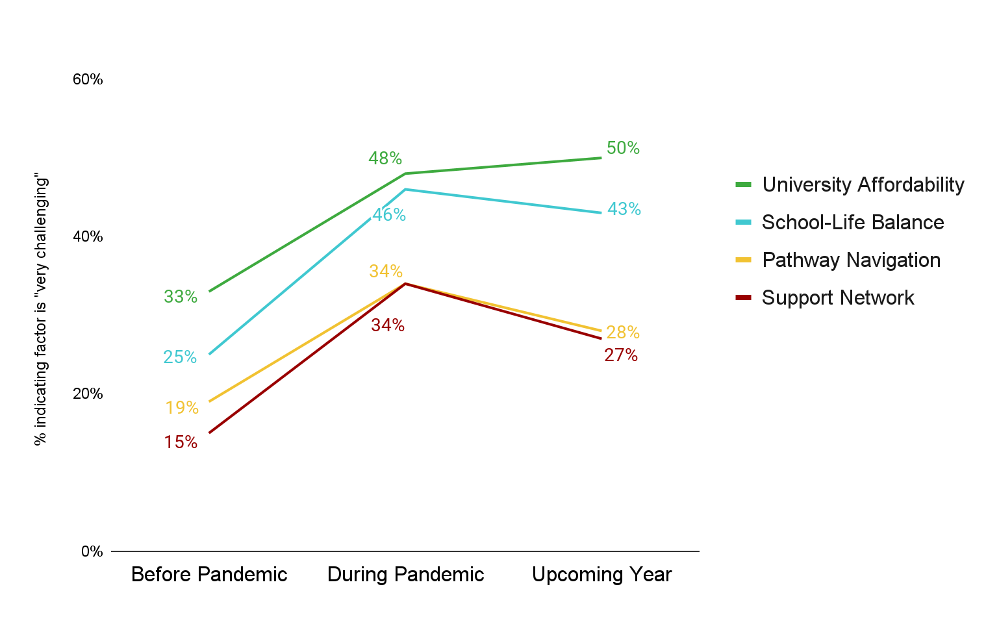 % indicating factor is "very challenging"
60%
40%
20%
0%
33%
48%
50%
25%
46%
43%
19%
34%
28%
15%
34%
27%
Before Pandemic
During Pandemic
Upcoming Year
University Affordability
School-Life Balance
Pathway Navigation
Support Network